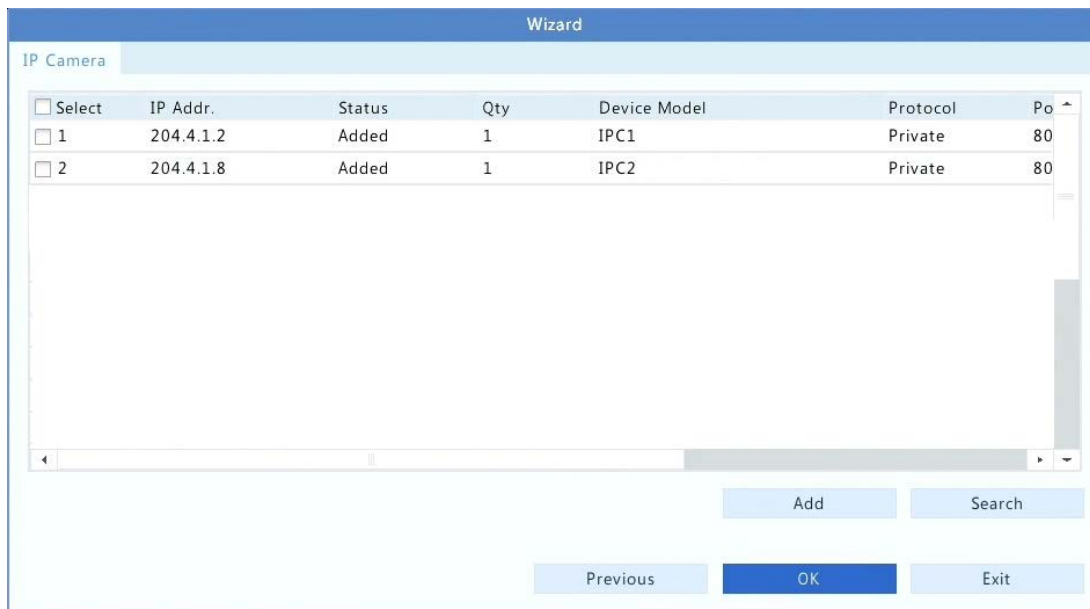 Wizard
IP Camera
Select IP Addr. Status Qty Device Model Protocol Po
1 204.4.1.2 Added 1 IPC1 Private 80
2 204.4.1.8 Added 1 IPC2 Private 80
Add Search
Previous OK Exit